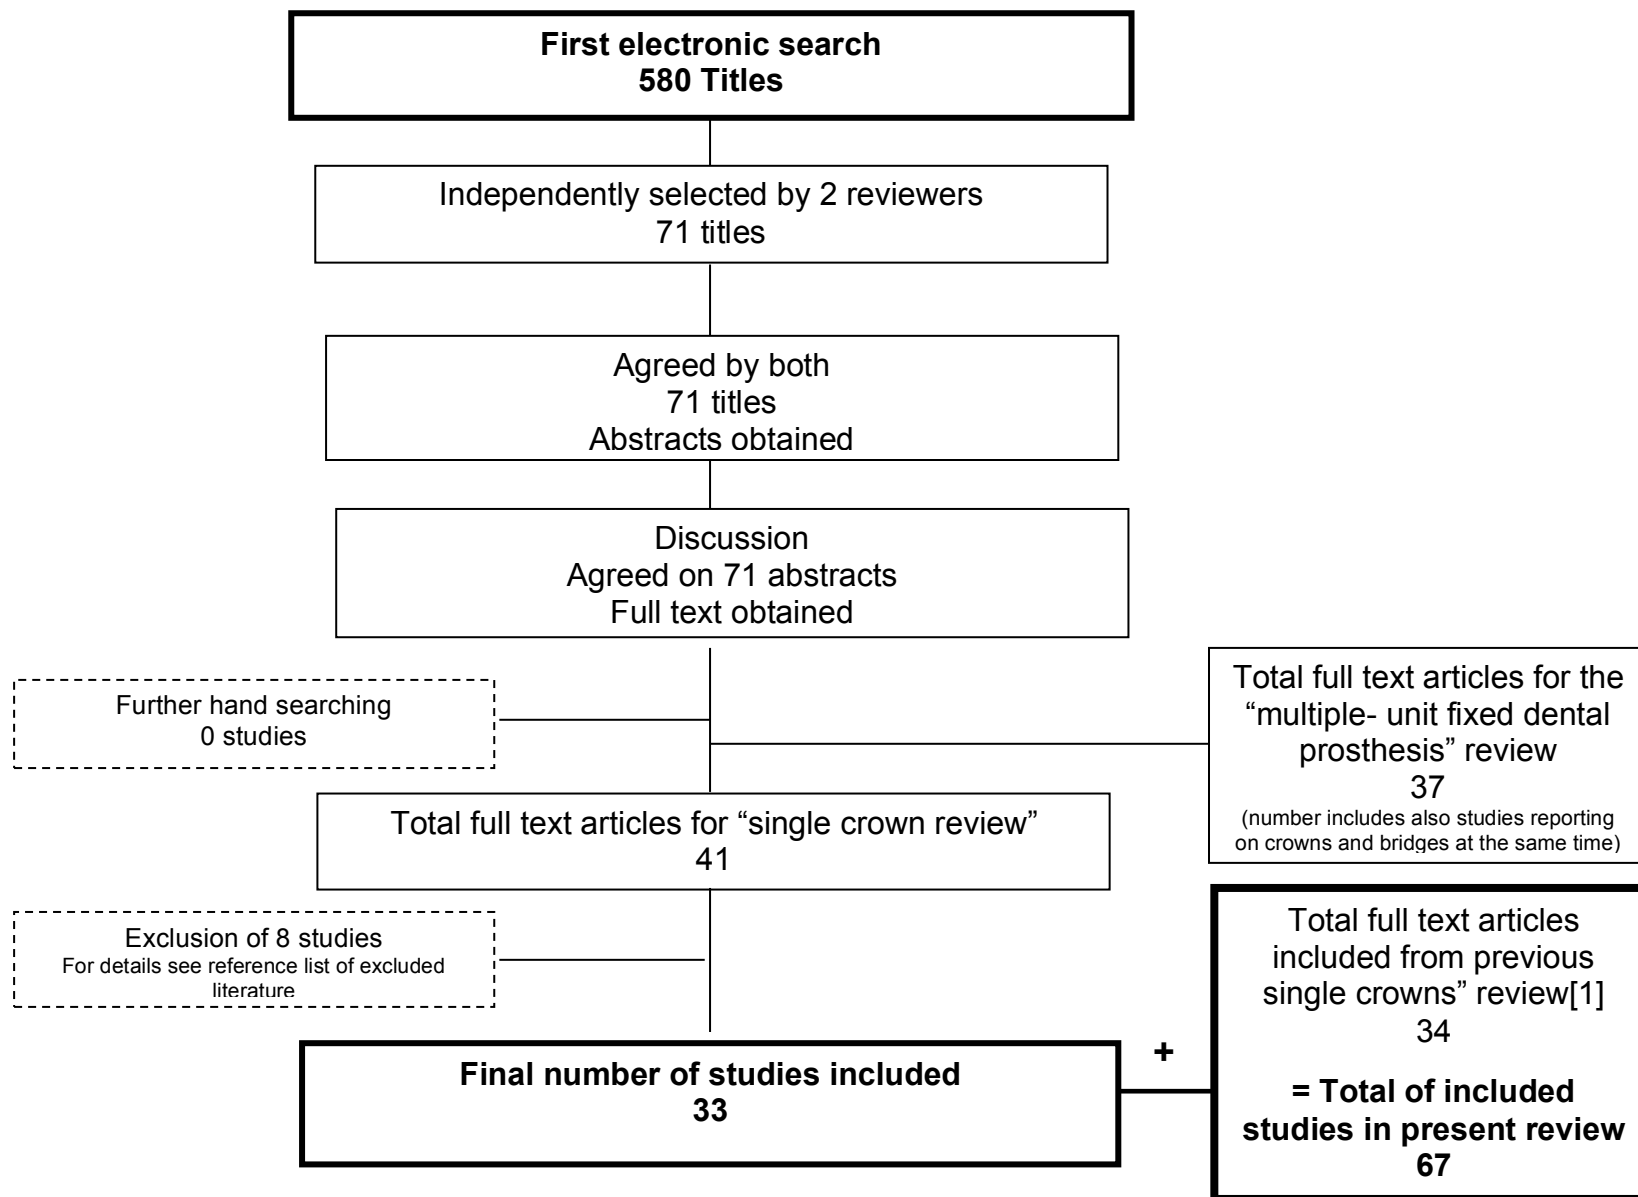 First electronic search
580 Titles
Independently selected by 2 reviewers
71 titles
Agreed by both
71 titles
Abstracts obtained
Discussion
Agreed on 71 abstracts
Full text obtained
Further hand searching
0 studies
Total full text articles for the
“multiple- unit fixed dental
prosthesis” review
37
(number includes also studies reporting
on crowns and bridges at the same time)
Total full text articles for “single crown review”
41
Exclusion of 8 studies
For details see reference list of excluded
literature
Total full text articles
included from previous
single crowns” review[1]
34
= Total of included
studies in present review
67
+
Final number of studies included
33